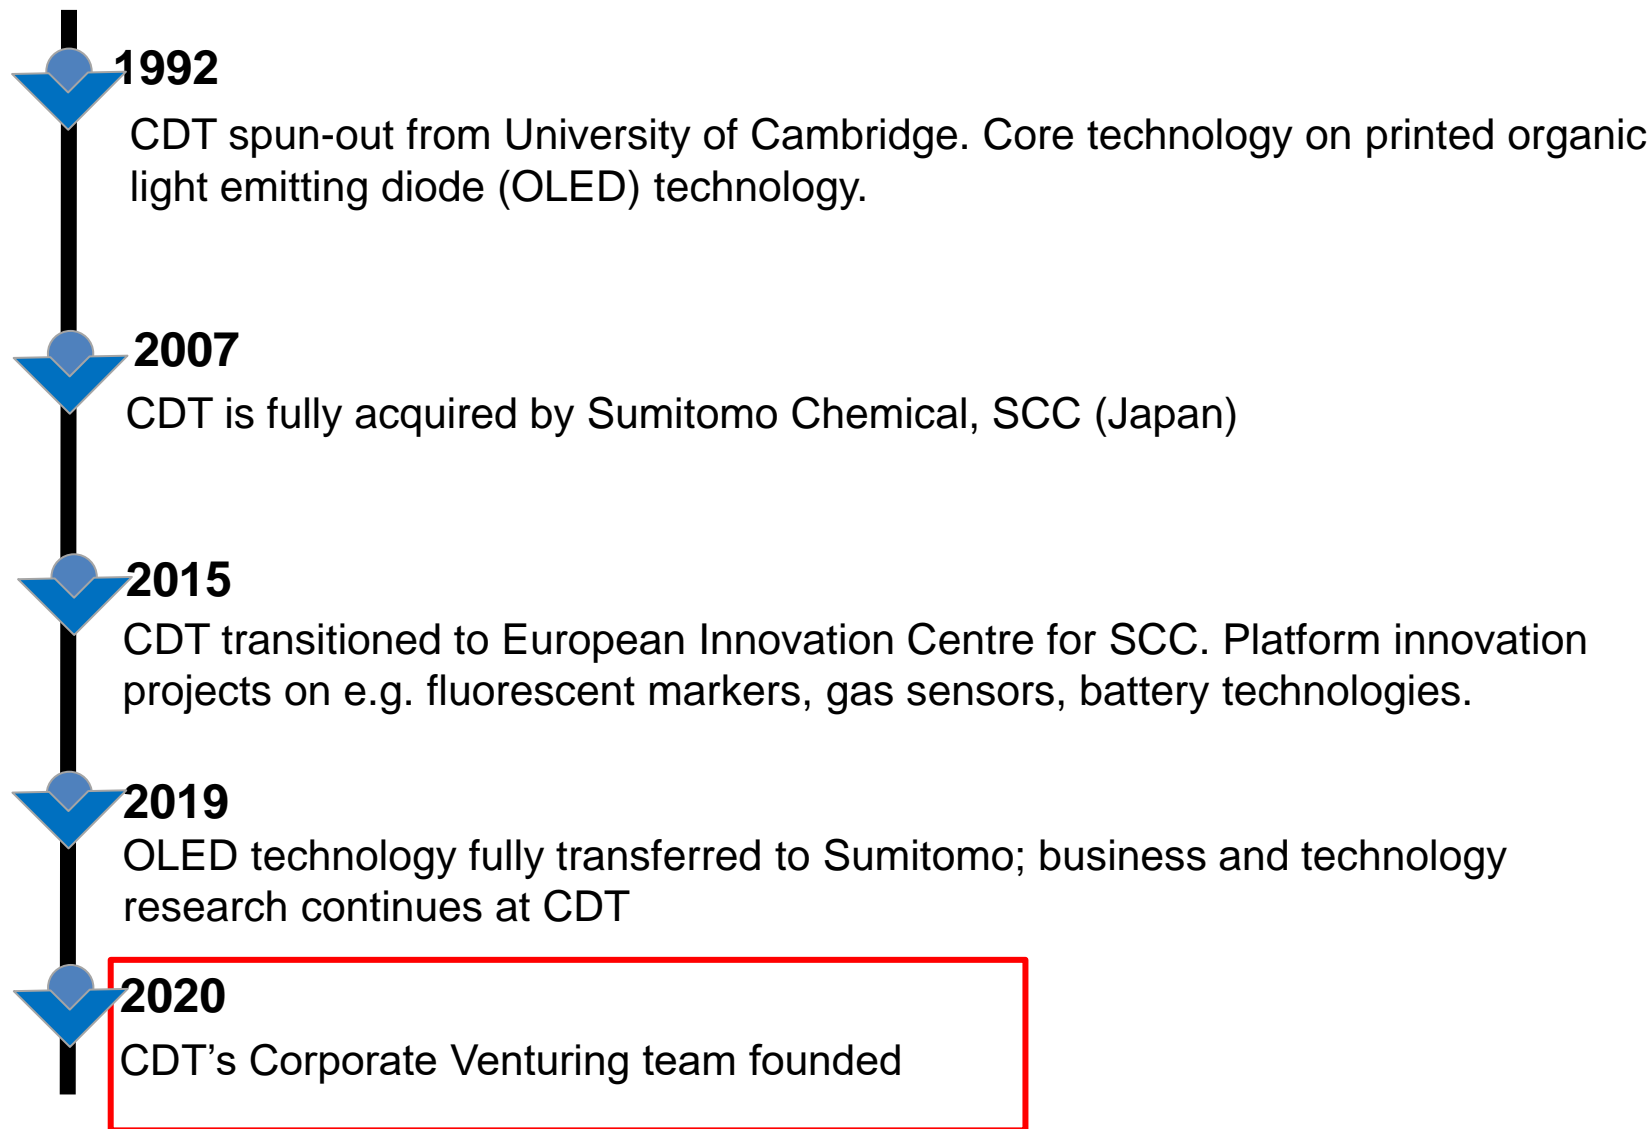 1992
CDT spun-out from University of Cambridge. Core technology on printed organic
light emitting diode (OLED) technology.
2007
CDT is fully acquired by Sumitomo Chemical, SCC (Japan)
2015
CDT transitioned to European Innovation Centre for SCC. Platform innovation
projects on e.g. fluorescent markers, gas sensors, battery technologies.
2019
OLED technology fully transferred to Sumitomo; business and technology
research continues at CDT
2020
CDT’s Corporate Venturing team founded